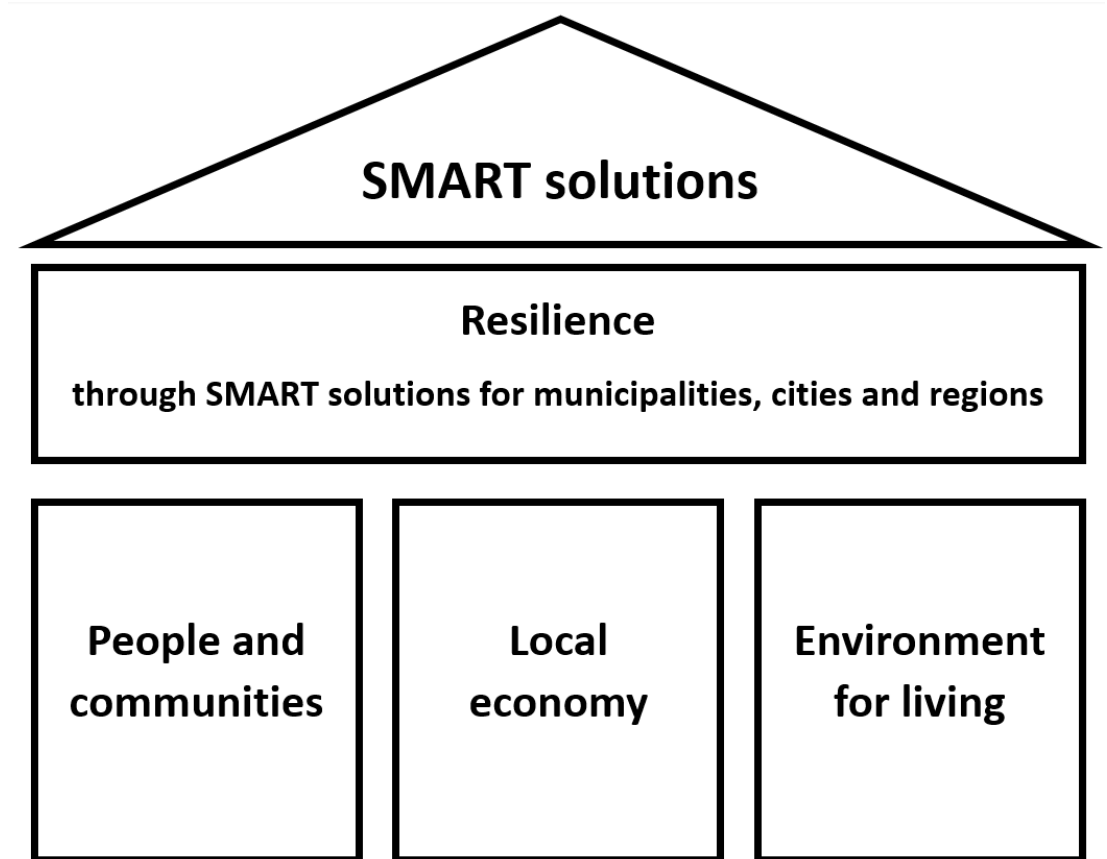 SMART solutions
Resilience
through SMART solutions for municipalities, cities and regions
People and
communities
Local
economy
Environment
for living